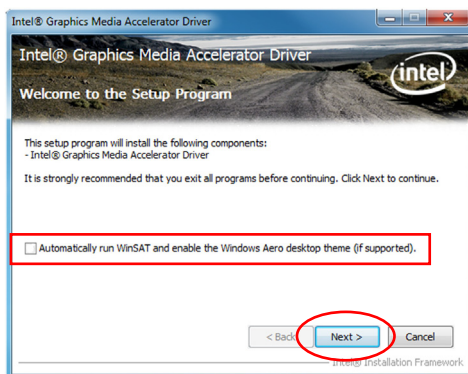 Intel® Graphics Media Accelerator Driver
Intel® Graphics Media Accelerator Driver
intel
Welcome to the Setup Program
This setup program will install the following components:
- Intel® Graphics Media Accelerator Driver
It is strongly recommended that you exit all programs before continuing. Click Next to continue.
Automatically run WinSAT and enable the Windows Aero desktop theme (if supported).
< Back Next > Cancel
Intel® Installation Framework